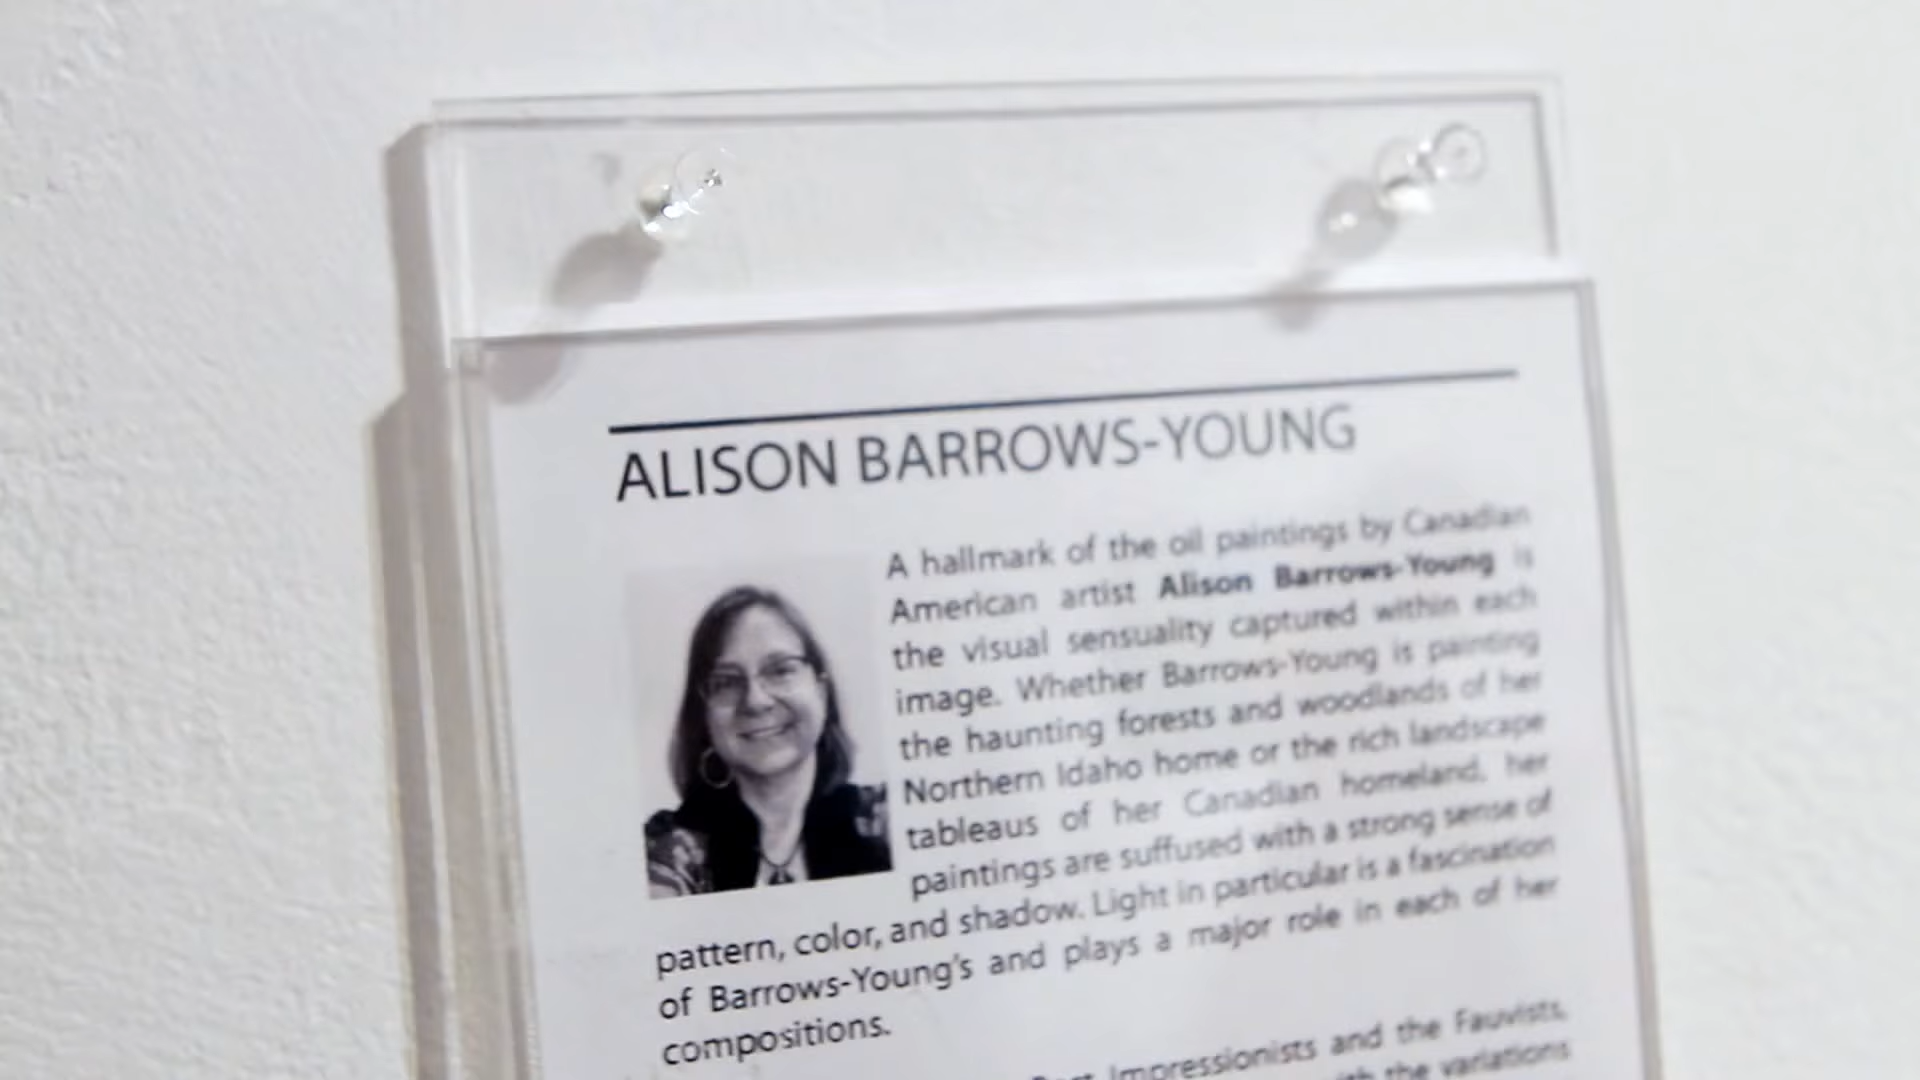 ALISON BARROWS-YOUNG
A hallmark of the oil paintings by Canadian
American artist Alison Barrows-Young is
the visual sensuality captured within each
image. Whether Barrows-Young is painting
the haunting forests and woodlands of her
Northern Idaho home or the rich landscape
tableaus of her Canadian homeland, her
paintings are suffused with a strong sense of
pattern, color, and shadow. Light in particular is a fascination
of Barrows-Young's and plays a major role in each of her
compositions.
Impressionists and the Fauvists,
the variations